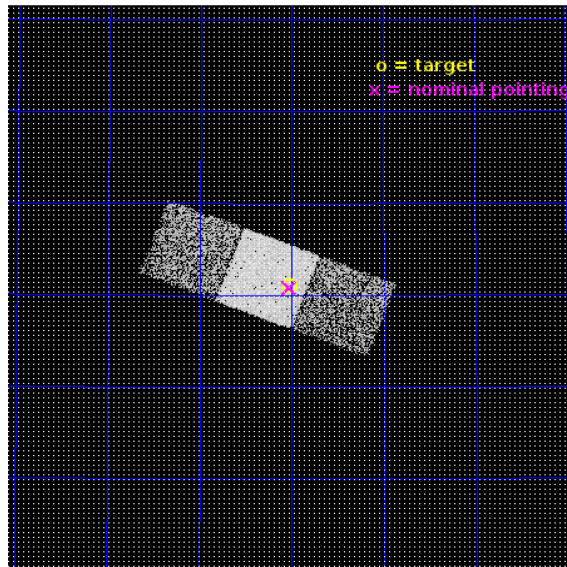 o = target
x = nominal pointing